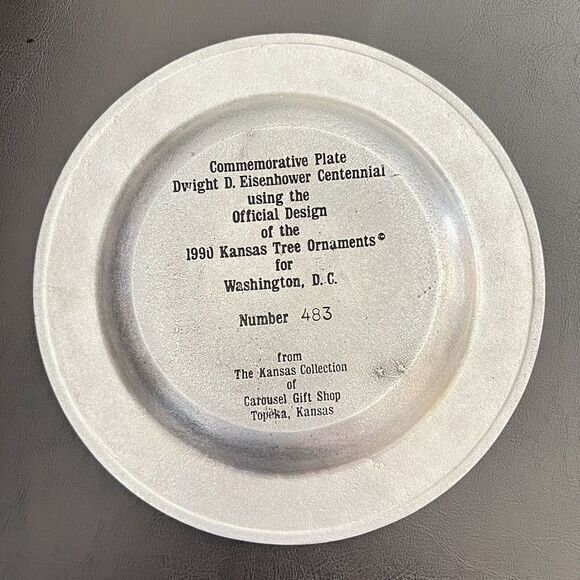 Commemorative Plate
Dwight D. Eisenhower Centennial
using the
Official Design
of the
1990 Kansas Tree Ornaments©
for
Washington, D.C.
Number 483
from
The Kansas Collection
of
Carousel Gift Shop
Topeka, Kansas